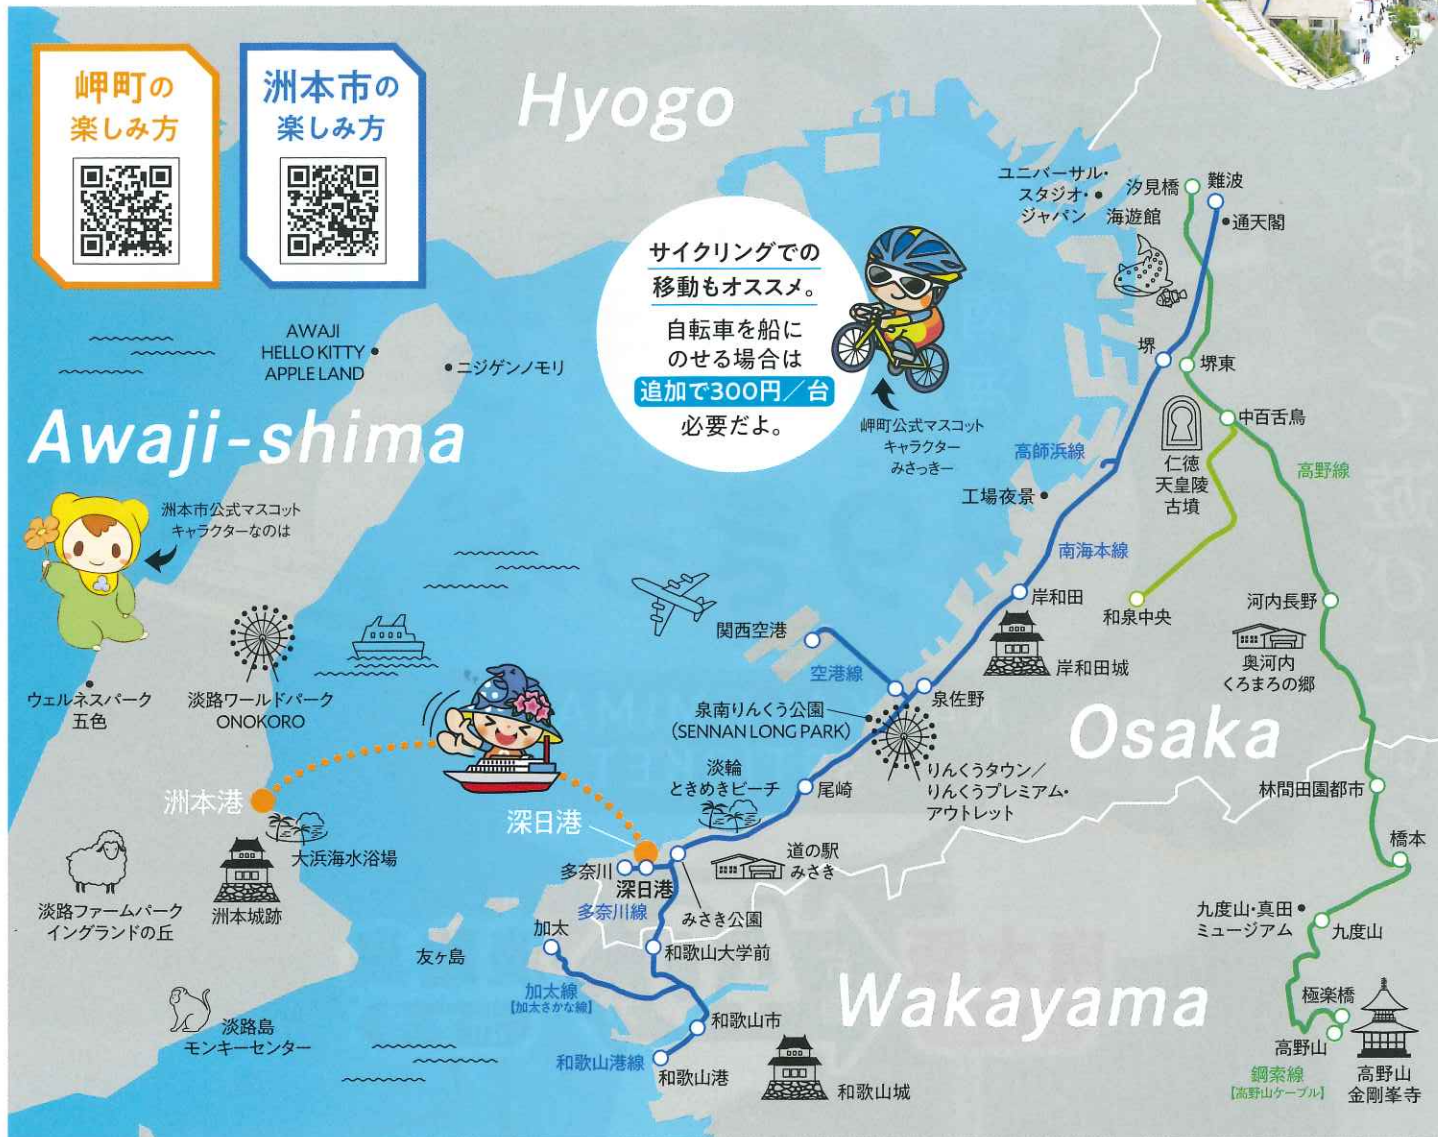 岬町の
楽しみ方
洲本市の
楽しみ方
Hyogo
サイクリングでの
移動もオススメ。
自転車を船に
のせる場合は
追加で300円／台
必要だよ。
岬町公式マスコット
キャラクター
みさっきー
ユニバーサル・
スタジオ・
ジャパン
海遊館
汐見橋
難波
通天閣
AWAJI
HELLO KITTY
APPLE LAND
ニジゲンノモリ
堺
堺東
中百舌鳥
Awaji-shima
高師浜線
仁徳
天皇陵
古墳
高野線
工場夜景
洲本市公式マスコット
キャラクターなのは
南海本線
岸和田
和泉中央
河内長野
関西空港
岸和田城
奥河内
くろまろの郷
空港線
泉佐野
ウェルネスパーク
五色
淡路ワールドパーク
ONOKORO
泉南りんくう公園
(SENNAN LONG PARK)
Osaka
淡輪
ときめきビーチ
尾崎
りんくうタウン／
りんくうプレミアム・
アウトレット
林間田園都市
洲本港
深日港
大浜海水浴場
橋本
多奈川
深日港
道の駅
みさき
淡路ファームパーク
イングランドの丘
洲本城跡
多奈川線
みさき公園
九度山・真田
ミュージアム
九度山
加太
友ヶ島
和歌山大学前
加太線
【加太さかな線】
Wakayama
極楽橋
淡路島
モンキーセンター
和歌山市
高野山
和歌山港線
和歌山港
和歌山城
鋼索線
【高野山ケーブル】
高野山
金剛峯寺